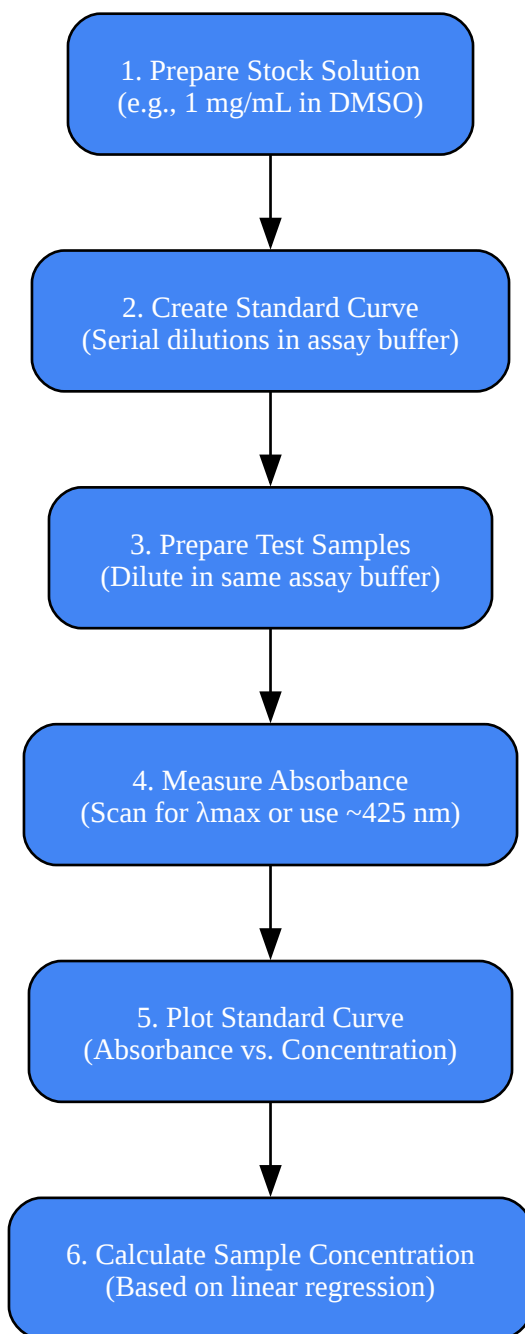 1. Prepare Stock Solution
(e.g., 1 mg/mL in DMSO)
2. Create Standard Curve
(Serial dilutions in assay buffer)
3. Prepare Test Samples
(Dilute in same assay buffer)
4. Measure Absorbance
(Scan for λmax or use ~425 nm)
5. Plot Standard Curve
(Absorbance vs. Concentration)
6. Calculate Sample Concentration
(Based on linear regression)